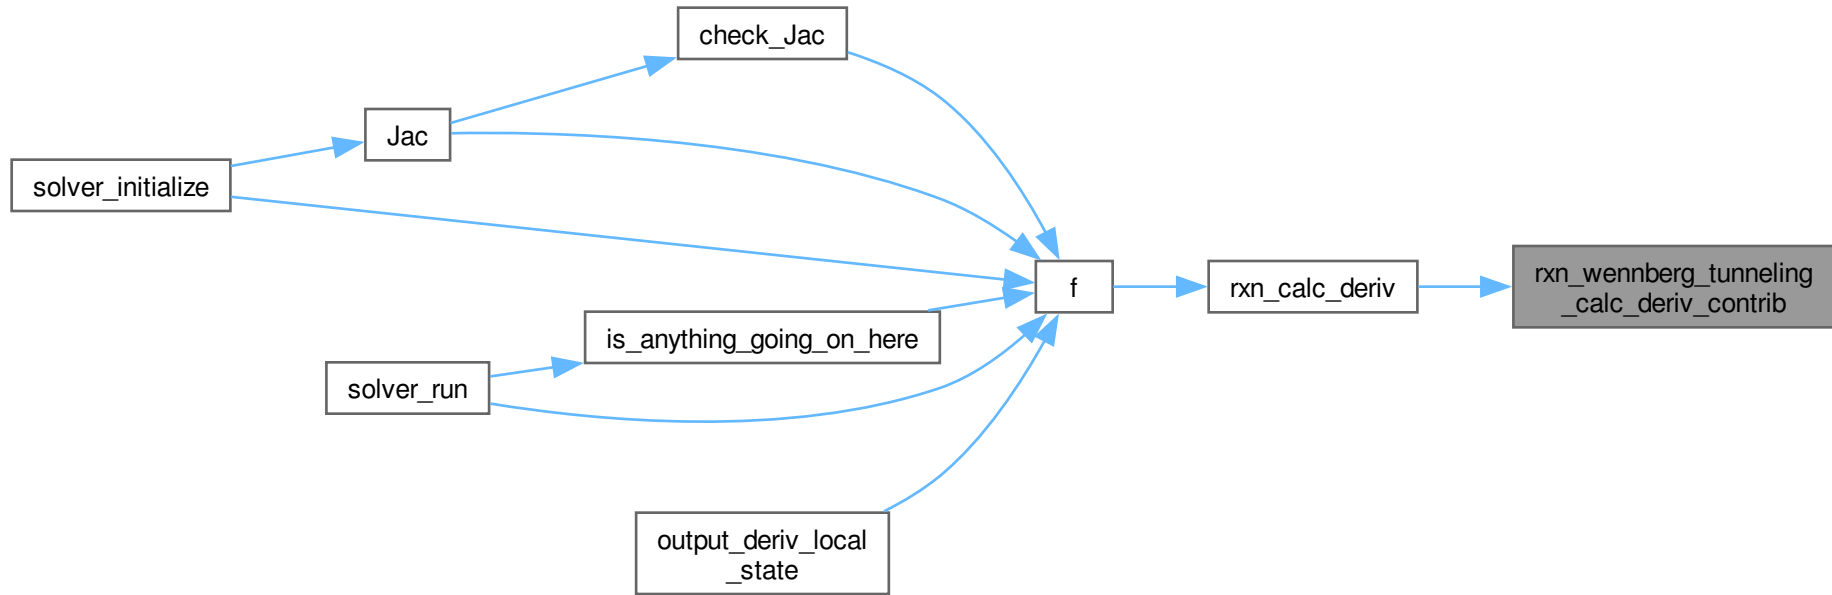 check_Jac
Jac
solver_initialize
f
rxn_calc_deriv
rxn_wennberg_tunneling
_calc_deriv_contrib
is_anything_going_on_here
solver_run
output_deriv_local
_state